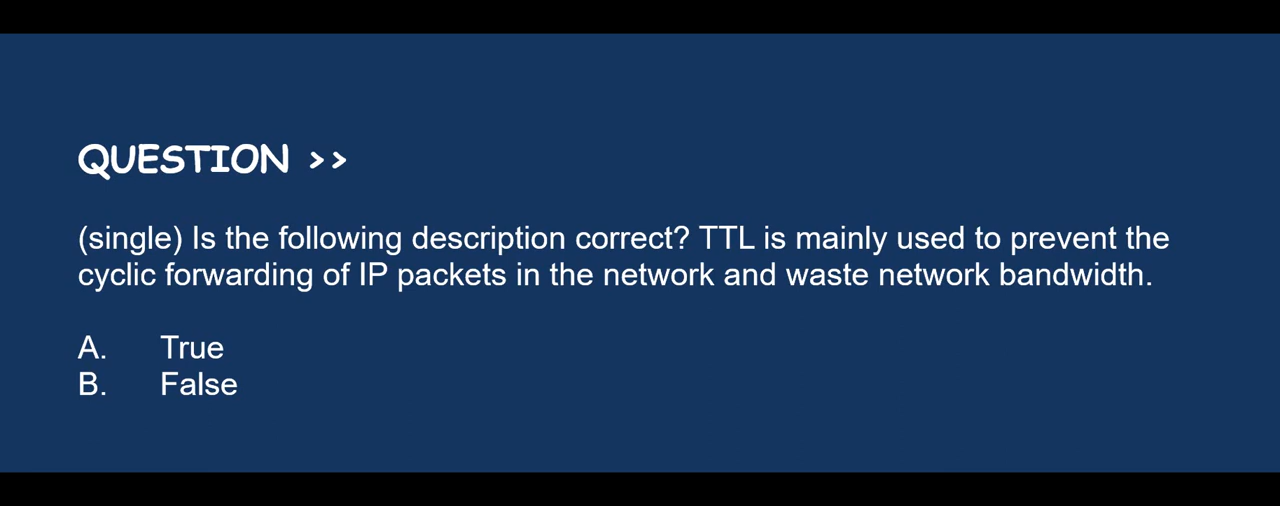 QUESTION >>
(single) Is the following description correct? TTL is mainly used to prevent the
cyclic forwarding of IP packets in the network and waste network bandwidth.
A. True
B. False